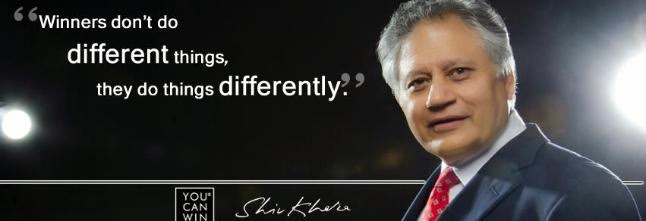 “Winners don't do
different things,
they do things differently.”
YOU®
CAN
WIN
Shiv Khera